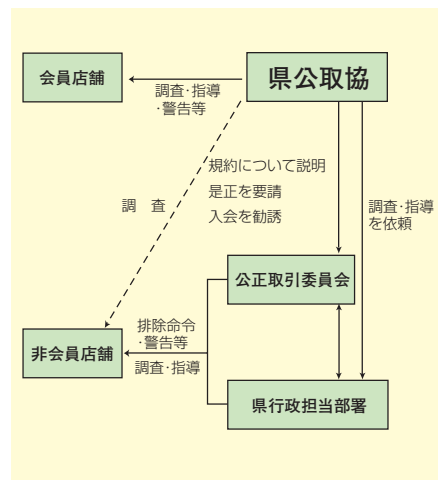 会員店舗
県公取協
調査・指導
・警告等
規約について説明
是正を要請
入会を勧誘
調　査
調査・指導
を依頼
公正取引委員会
非会員店舗
排除命令
・警告等
調査・指導
県行政担当部署